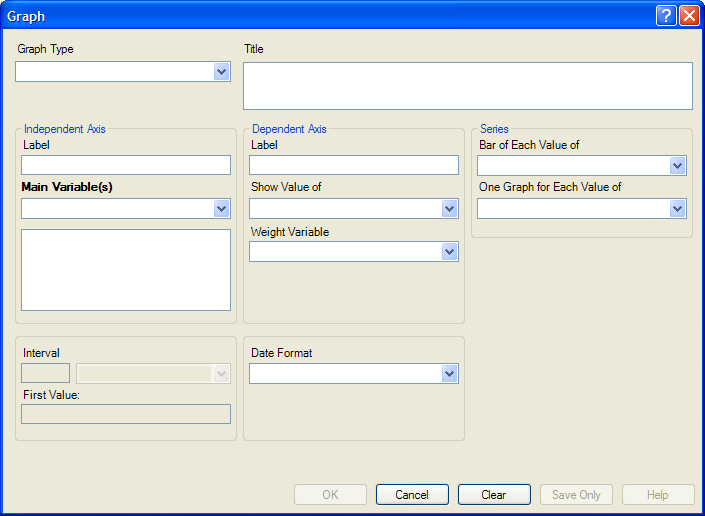 Graph
Graph Type
Title
Independent Axis
Label
Main Variable(s)
Dependent Axis
Label
Show Value of
Weight Variable
Series
Bar of Each Value of
One Graph for Each Value of
Interval
First Value:
Date Format
OK
Cancel
Clear
Save Only
Help